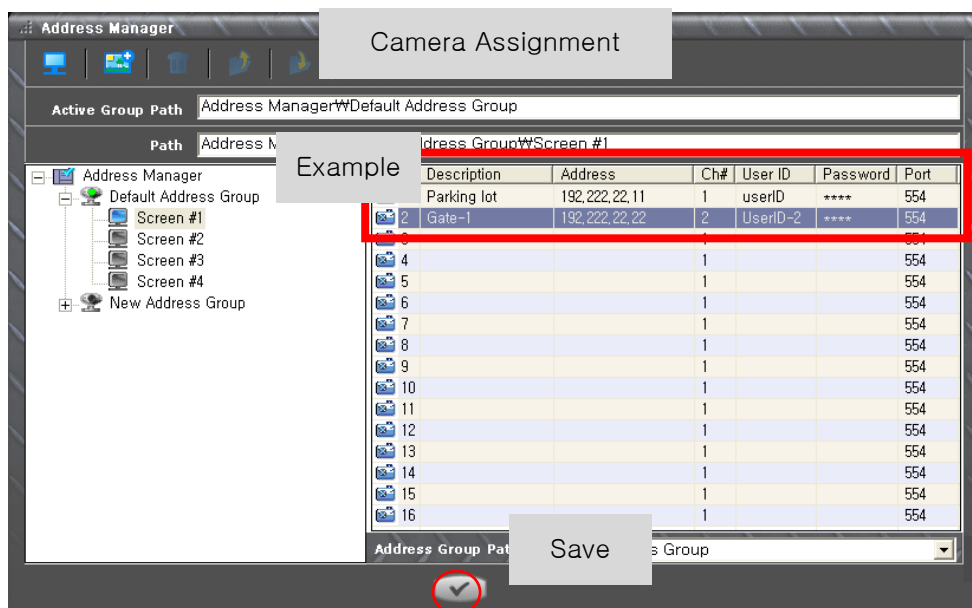 Address Manager
Camera Assignment
Active Group Path Address Manager₩Default Address Group
Path Address Group₩Screen #1
Example
Address Manager
Default Address Group
Screen #1
Screen #2
Screen #3
Screen #4
New Address Group
Description Address Ch# User ID Password Port
Parking lot 192,222,22,11 1 userID **** 554
2 Gate-1 192,222,22,22 2 UserID-2 **** 554
3 1 554
4 1 554
5 1 554
6 1 554
7 1 554
8 1 554
9 1 554
10 1 554
11 1 554
12 1 554
13 1 554
14 1 554
15 1 554
16 1 554
Address Group Group
Save